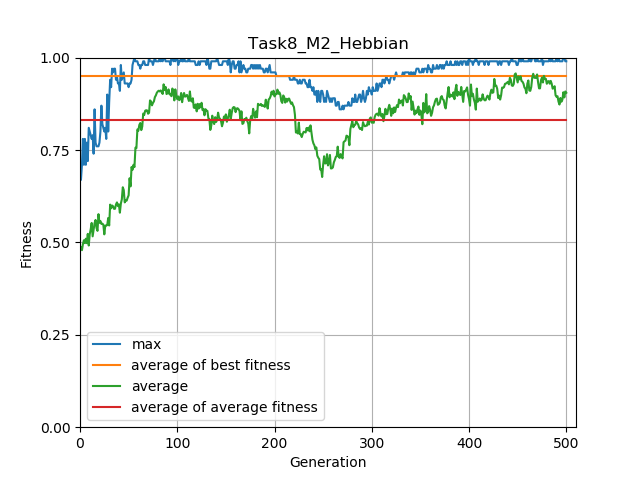 Task8_M2_Hebbian
1.00
0.75
0.50
0.25
0.00
Fitness
max
average of best fitness
average
average of average fitness
0 100 200 300 400 500
Generation